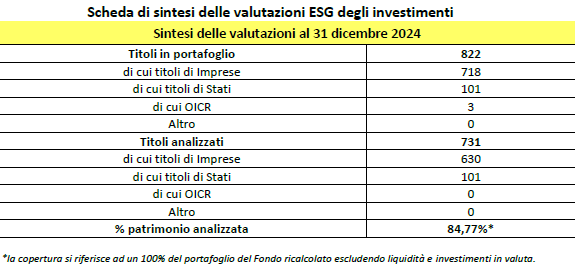 Scheda di sintesi delle valutazioni ESG degli investimenti
Sintesi delle valutazioni al 31 dicembre 2024
Titoli in portafoglio 822
di cui titoli di Imprese 718
di cui titoli di Stati 101
di cui OICR 3
Altro 0
Titoli analizzati 731
di cui titoli di Imprese 630
di cui titoli di Stati 101
di cui OICR 0
Altro 0
% patrimonio analizzata 84,77%*
*la copertura si riferisce ad un 100% del portafoglio del Fondo ricalcolato escludendo liquidità e investimenti in valuta.